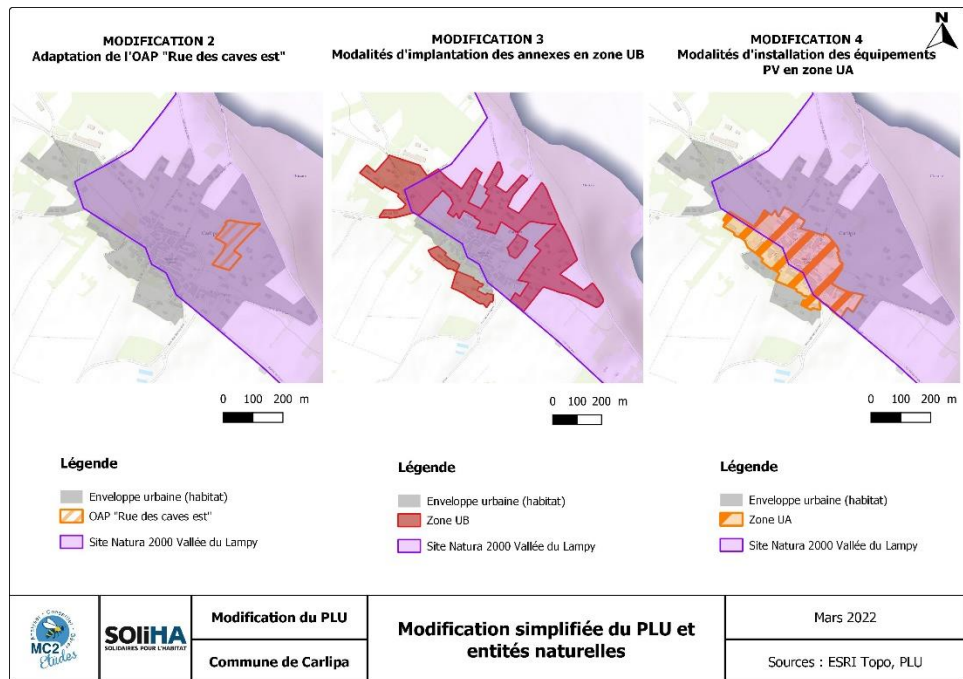 N
MODIFICATION 2
Adaptation de l'OAP "Rue des caves est"
MODIFICATION 3
Modalités d'implantation des annexes en zone UB
MODIFICATION 4
Modalités d'installation des équipements
PV en zone UA
Carlipa
0 100 200 m
0 100 200 m
0 100 200 m
Légende
Enveloppe urbaine (habitat)
OAP "Rue des caves est"
Site Natura 2000 Vallée du Lampy
Légende
Enveloppe urbaine (habitat)
Zone UB
Site Natura 2000 Vallée du Lampy
Légende
Enveloppe urbaine (habitat)
Zone UA
Site Natura 2000 Vallée du Lampy
MC2
Études
SOLiHA
SOLIDAIRES POUR L'HABITAT
Modification du PLU
Commune de Carlipa
Modification simplifiée du PLU et
entités naturelles
Mars 2022
Sources : ESRI Topo, PLU